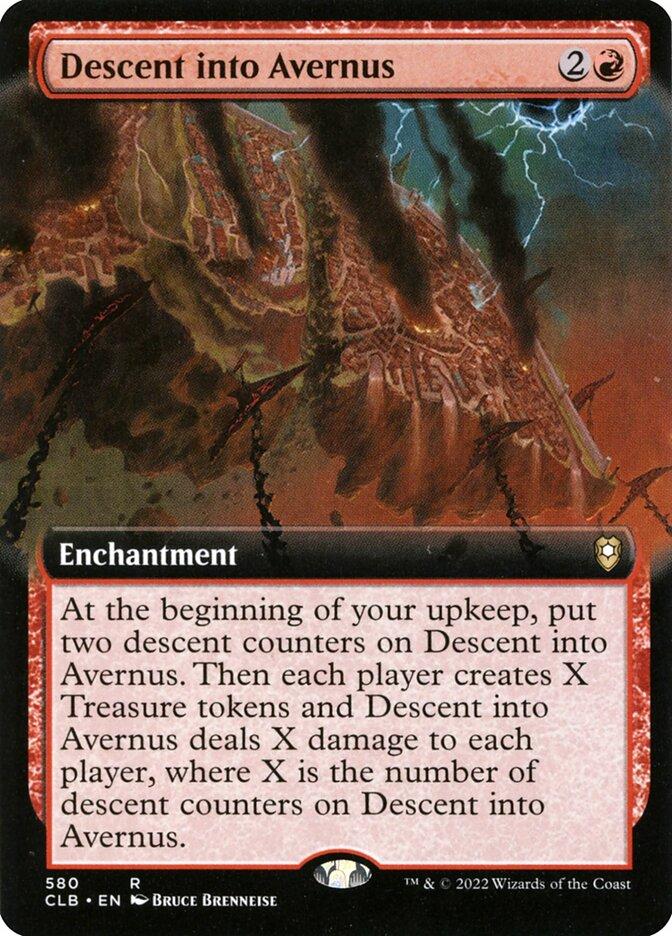 Descent into Avernus 2
Enchantment
At the beginning of your upkeep, put
two descent counters on Descent into
Avernus. Then each player creates X
Treasure tokens and Descent into
Avernus deals X damage to each
player, where X is the number of
descent counters on Descent into
Avernus.
580 R
CLB • EN BRUCE BRENNEISE
™ & © 2022 Wizards of the Coast